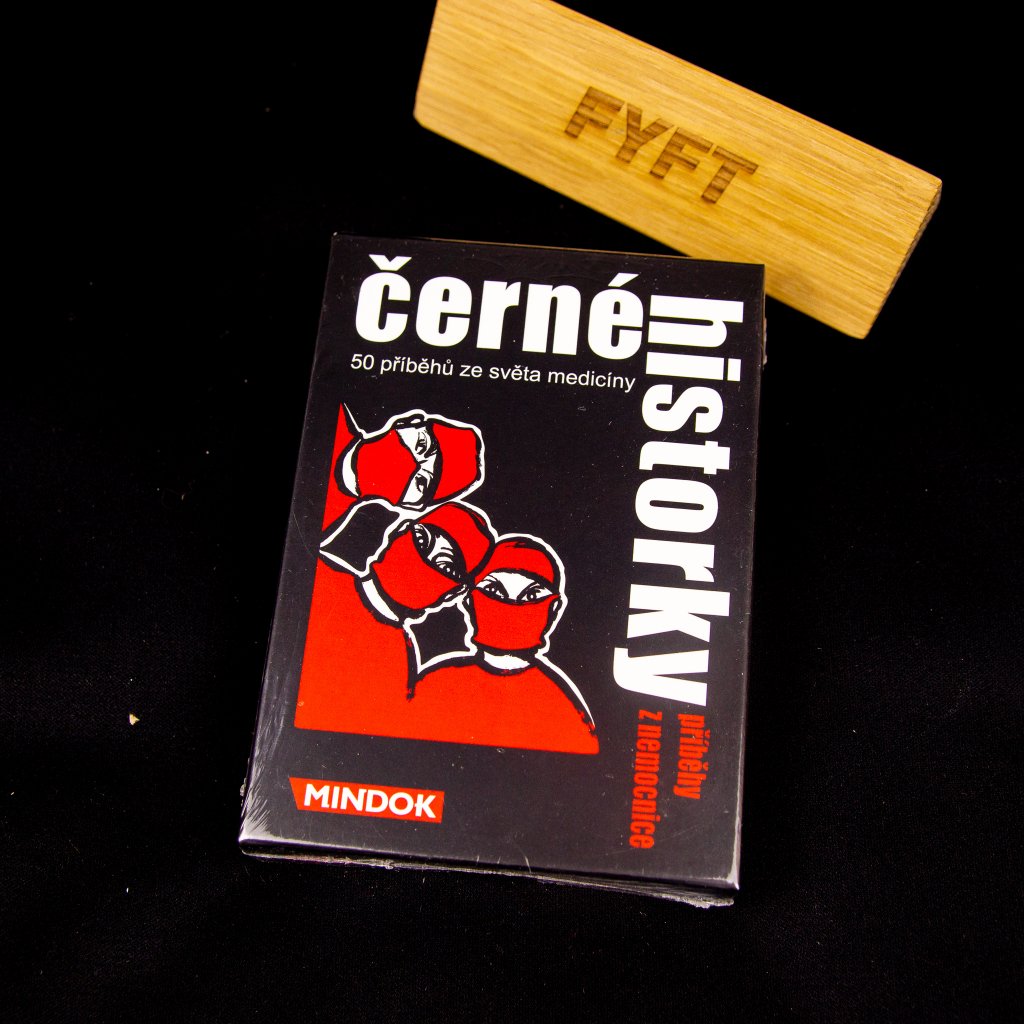 FYFT
černé
historky
50 příběhů ze světa medicíny
příběhy
z nemocnice
MINDOK